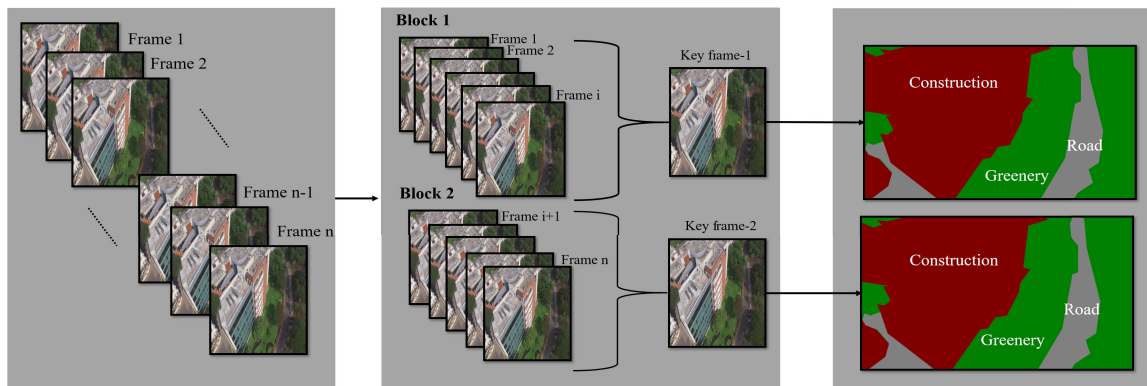 Frame 1
Frame 2
Frame n-1
Frame n
Block 1
Frame 1
Frame 2
Frame i
Key frame-1
Block 2
Frame i+1
Frame n
Key frame-2
Construction
Road
Greenery
Construction
Road
Greenery